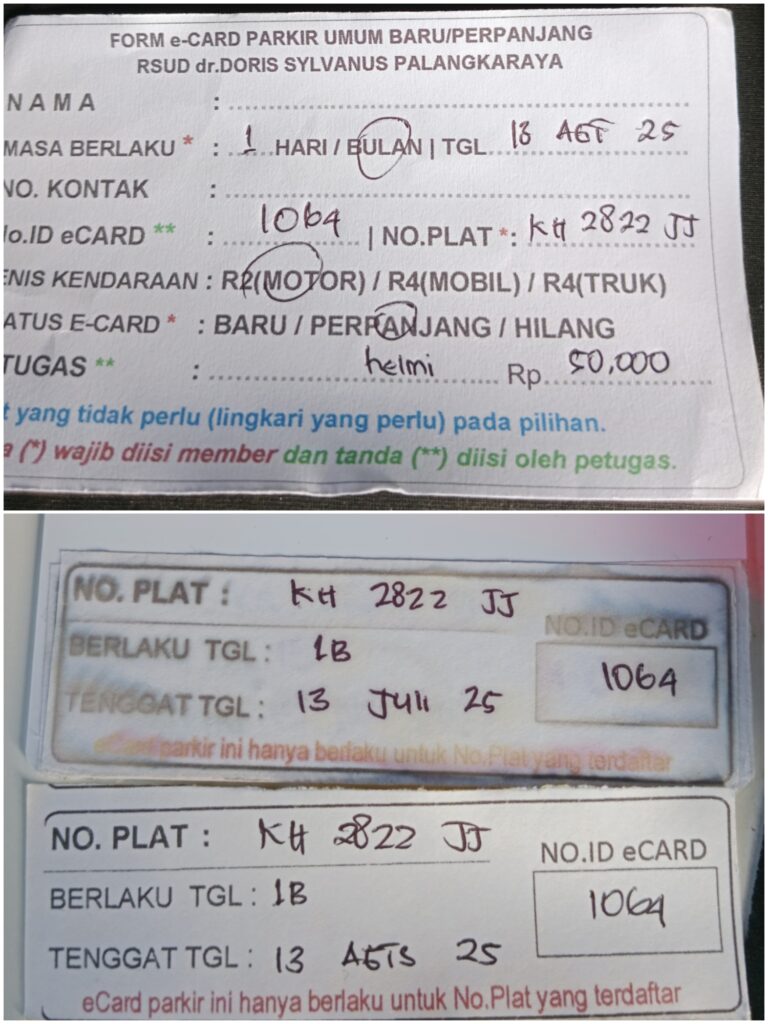 FORM e-CARD PARKIR UMUM BARU/PERPANJANG
RSUD dr.DORIS SYLVANUS PALANGKARAYA
NAMA :
MASA BERLAKU * : 1 HARI / BULAN | TGL 13 AGT 25
NO. KONTAK :
o.ID eCARD ** : 1064 | NO.PLAT *: KH 2822 JJ
ENIS KENDARAAN : R2(MOTOR) / R4(MOBIL) / R4(TRUK)
ATUS E-CARD * : BARU / PERPANJANG / HILANG
TUGAS ** : helmi Rp 50,000
t yang tidak perlu (lingkari yang perlu) pada pilihan.
a (*) wajib diisi member dan tanda (**) diisi oleh petugas.
NO. PLAT : KH 2822 JJ
NO.ID eCARD
BERLAKU TGL : 1B
1064
TENGGAT TGL : 13 Juli 25
eCard parkir ini hanya berlaku untuk No.Plat yang terdaftar
NO. PLAT : KH 2822 JJ
NO.ID eCARD
BERLAKU TGL : 1B
1064
TENGGAT TGL : 13 AGTS 25
eCard parkir ini hanya berlaku untuk No.Plat yang terdaftar